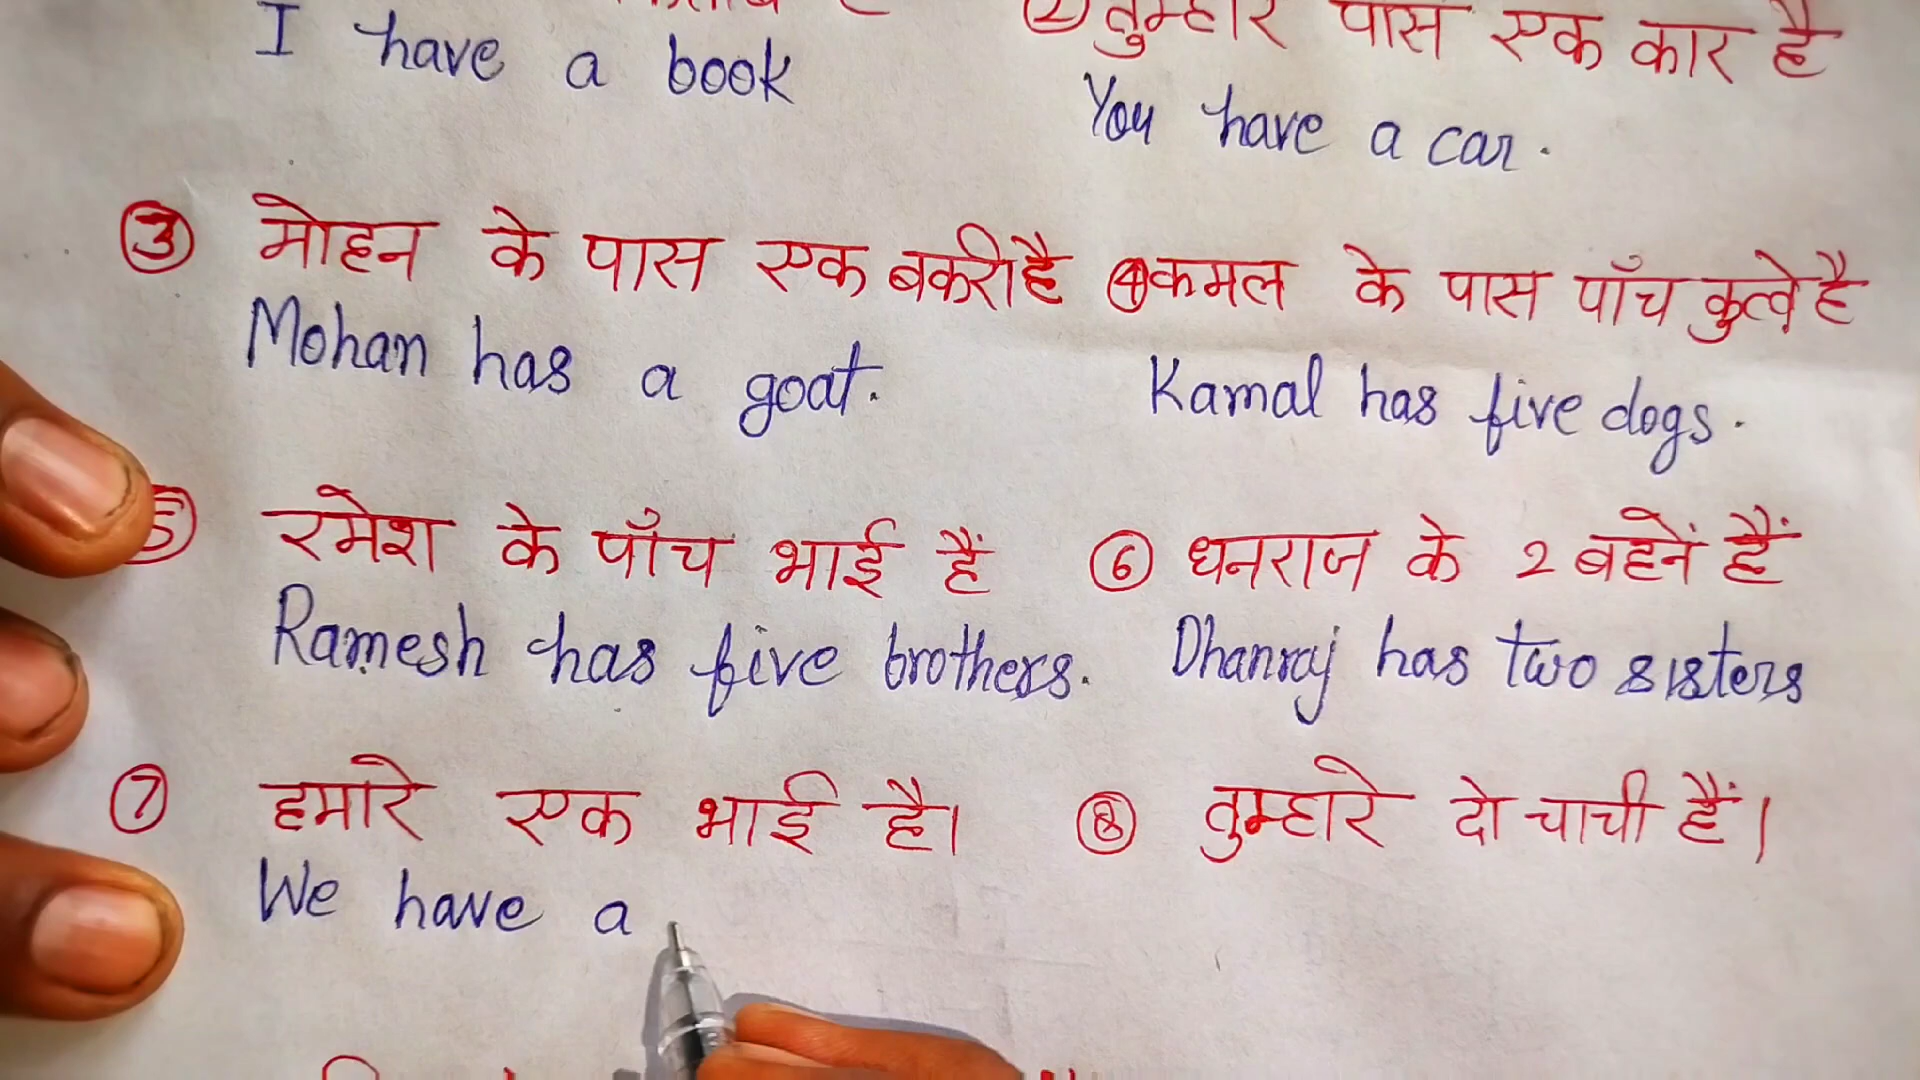 I have a book
② तुम्हारे पास एक कार है
You have a car.
③ मोहन के पास एक बकरी है
Mohan has a goat.
④ कमल के पास पाँच कुत्ते है
Kamal has five dogs.
5 रमेश के पाँच भाई हैं
Ramesh has five brothers.
⑥ धनराज के 2 बहनें हैं
Dhanraj has two sisters
⑦ हमारे एक भाई है।
We have a
⑧ तुम्हारे दो चाची हैं।